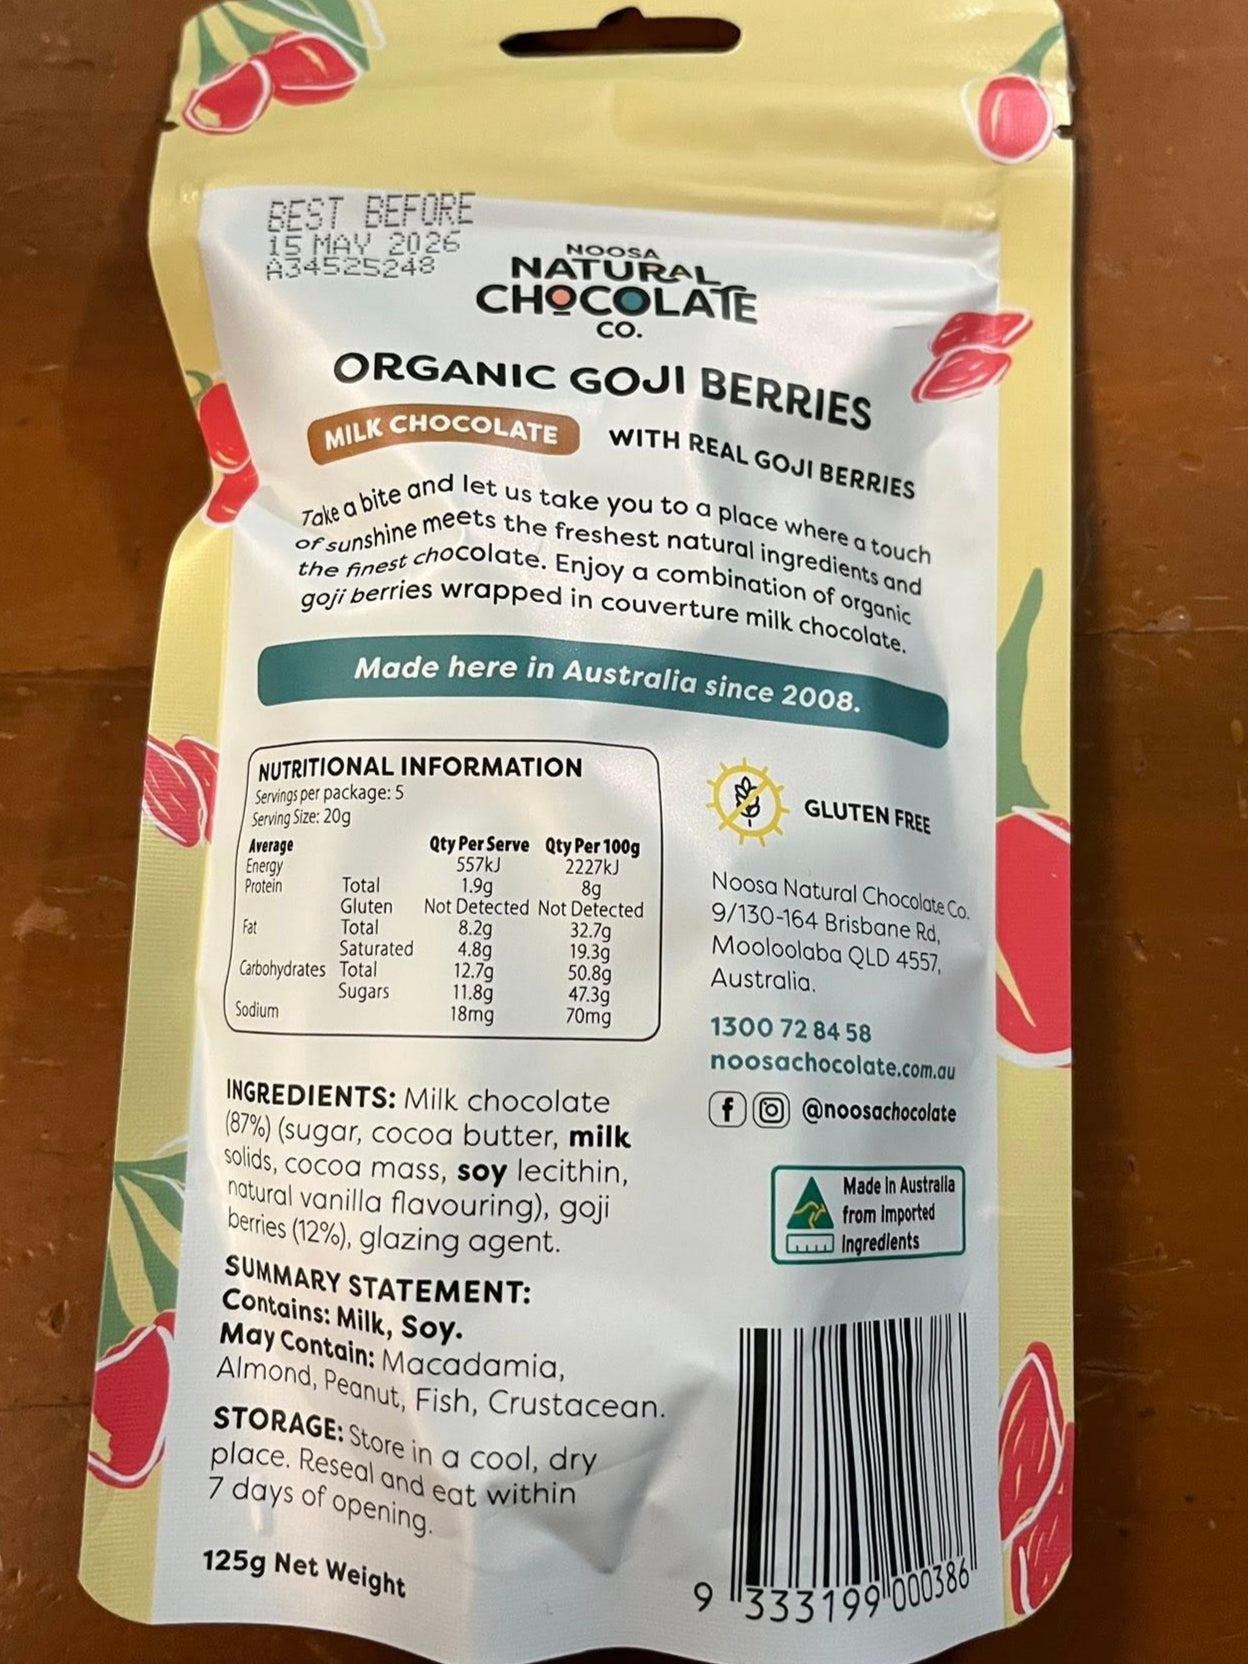 BEST BEFORE
15 MAY 2026
A34525248
NOOSA
NATURAL
CHOCOLATE
CO.
ORGANIC GOJI BERRIES
MILK CHOCOLATE WITH REAL GOJI BERRIES
Take a bite and let us take you to a place where a touch
of sunshine meets the freshest natural ingredients and
the finest chocolate. Enjoy a combination of organic
goji berries wrapped in couverture milk chocolate.
Made here in Australia since 2008.
NUTRITIONAL INFORMATION
Servings per package: 5
Serving Size: 20g
Average Qty Per Serve Qty Per 100g
Energy 557kJ 2227kJ
Protein Total 1.9g 8g
Gluten Not Detected Not Detected
Fat Total 8.2g 32.7g
Saturated 4.8g 19.3g
Carbohydrates Total 12.7g 50.8g
Sugars 11.8g 47.3g
Sodium 18mg 70mg
GLUTEN FREE
Noosa Natural Chocolate Co.
9/130-164 Brisbane Rd,
Mooloolaba QLD 4557,
Australia.
1300 72 84 58
noosachocolate.com.au
f @noosachocolate
Made in Australia
from imported
ingredients
INGREDIENTS: Milk chocolate
(87%) (sugar, cocoa butter, milk
solids, cocoa mass, soy lecithin,
natural vanilla flavouring), goji
berries (12%), glazing agent.
SUMMARY STATEMENT:
Contains: Milk, Soy.
May Contain: Macadamia,
Almond, Peanut, Fish, Crustacean.
STORAGE: Store in a cool, dry
place. Reseal and eat within
7 days of opening.
125g Net Weight
9 333199 000386